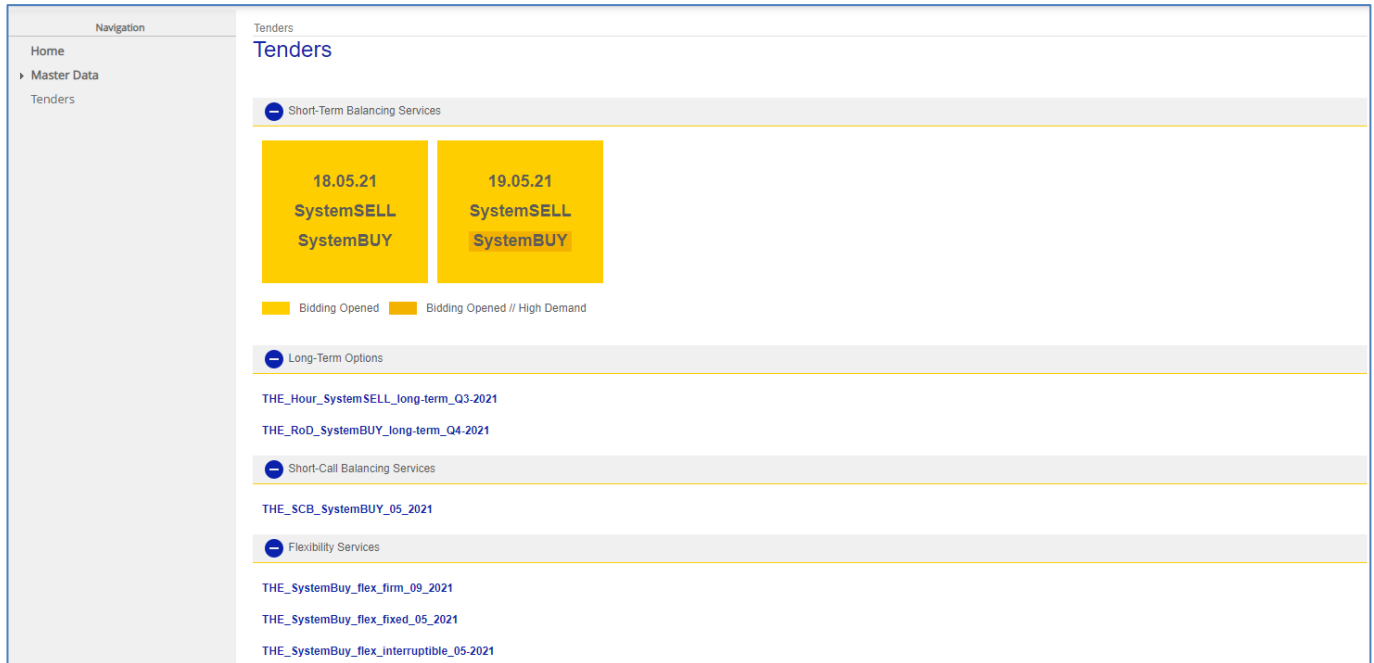 Navigation
Home
Master Data
Tenders
Tenders
Tenders
Short-Term Balancing Services
18.05.21
SystemSELL
SystemBUY
19.05.21
SystemSELL
SystemBUY
Bidding Opened
Bidding Opened // High Demand
Long-Term Options
THE_Hour_SystemSELL_long-term_Q3-2021
THE_RoD_SystemBUY_long-term_Q4-2021
Short-Call Balancing Services
THE_SCB_SystemBUY_05_2021
Flexibility Services
THE_SystemBuy_flex_firm_09_2021
THE_SystemBuy_flex_fixed_05_2021
THE_SystemBuy_flex_interruptible_05-2021